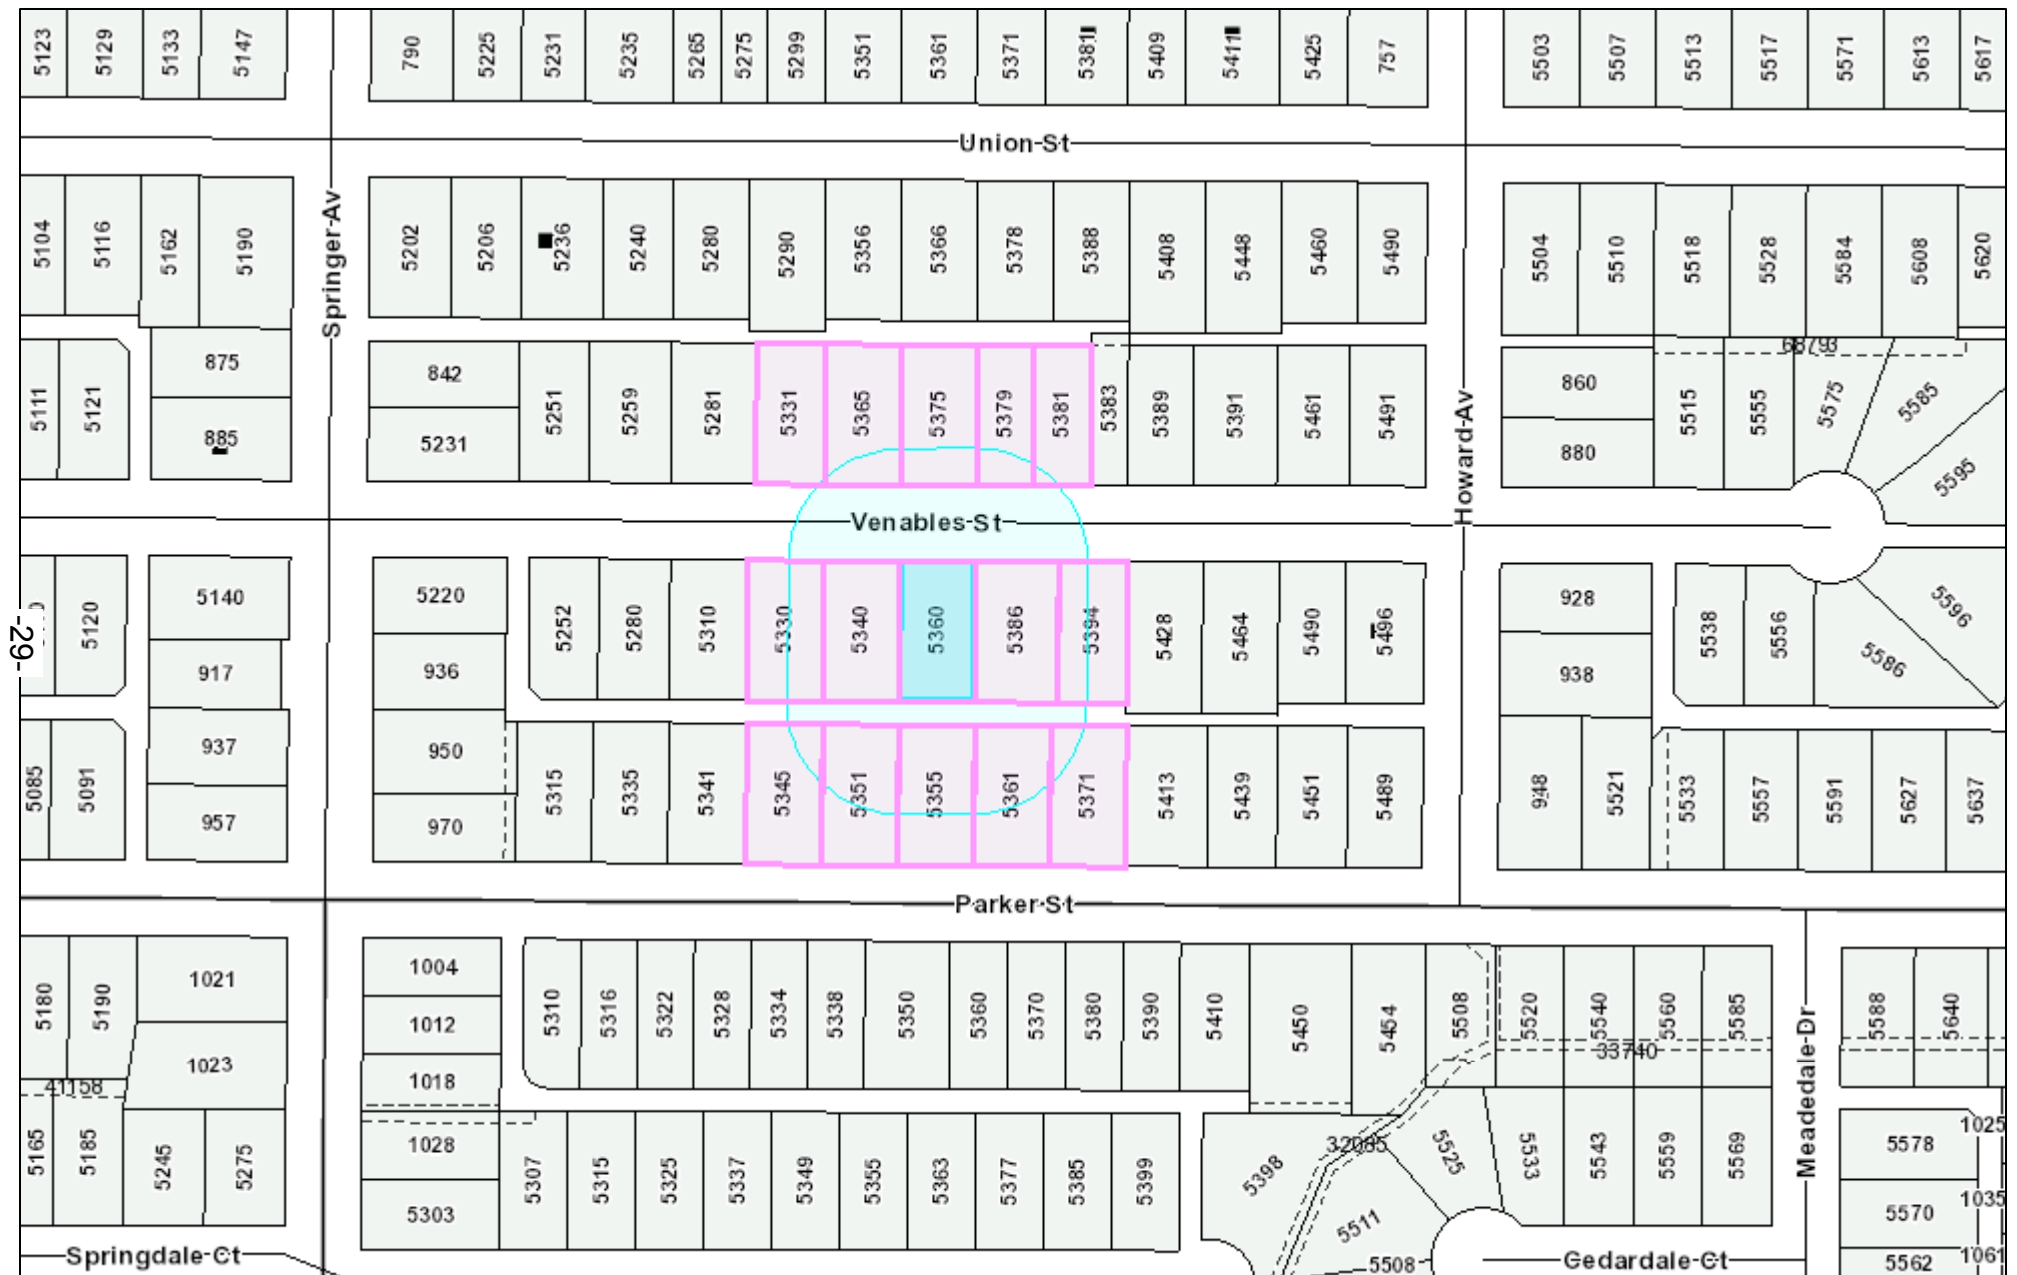 5123 5129 5133 5147 790 5225 5231 5235 5265 5275 5299 5351 5361 5371 5381 5409 5411 5425 757 5503 5507 5513 5517 5571 5613 5617
Union St
5104 5116 5162 5190 5202 5206 5236 5240 5280 5290 5356 5366 5378 5388 5408 5448 5460 5490 5504 5510 5518 5528 5584 5608 5620
Springer Av
68793
875 842 860
5111 5121 5251 5259 5281 5331 5365 5375 5379 5381 5383 5389 5391 5461 5491 5515 5555 5575 5585
885 5231 880 5595
Howard Av
Venables St
5140 5220 928
5120 5252 5280 5310 5330 5340 5360 5386 5394 5428 5464 5490 5496 5538 5556 5586 5596
-29-
917 936 938
937 950
5085 5091 5315 5335 5341 5345 5351 5355 5361 5371 5413 5439 5451 5489 948 5521 5533 5557 5591 5627 5637
957 970
Parker St
1021 1004
5180 5190 1012 5310 5316 5322 5328 5334 5338 5350 5360 5370 5380 5390 5410 5450 5454 5508 5520 5540 5560 5585 5588 5640
33740
1023 1018
41158
Meadedale Dr
1025
1028 32085 5578
5165 5185 5245 5275 5307 5315 5325 5337 5349 5355 5363 5377 5385 5399 5398 5525 5533 5543 5559 5569
1035
5303 5511 5570
Springdale Ct 5508 Gedardale Ct 5562 1061